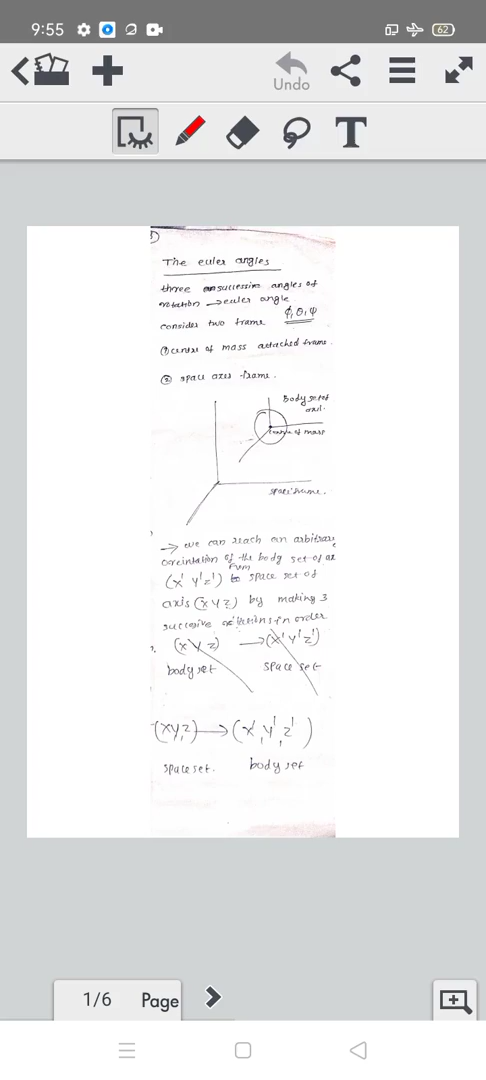 9:55
62
Undo
T
The euler angles
three successive angles of
rotation → euler angle
ϕ, θ, ψ
consider two frame
① centre of mass attached frame.
② space axes frame.
Body set of
axis.
centre of mass
space frame.
→ we can reach an arbitrary
oreintation of the body set of ax
from
(x' y' z') to space set of
axis (x y z) by making 3
successive rotations in order
(x y z) → (x' y' z')
body set space set
(x y, z) → (x', y', z')
space set. body set
1/6 Page